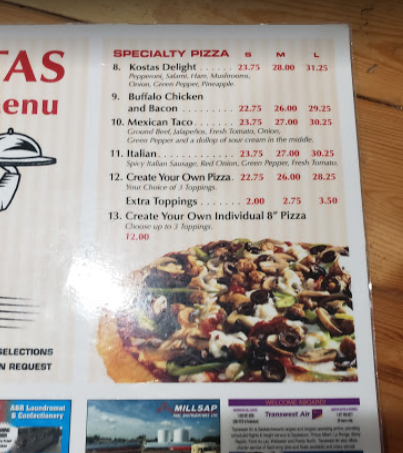 TAS
enu
SPECIALTY PIZZA S M L
8. Kostas Delight ...... 23.75 28.00 31.25
Pepperoni, Salami, Ham, Mushrooms,
Onion, Green Pepper, Pineapple.
9. Buffalo Chicken
and Bacon .......... 22.75 26.00 29.25
10. Mexican Taco ....... 23.75 27.00 30.25
Ground Beef, Jalapeños, Fresh Tomato, Onion,
Green Pepper and a dollop of sour cream in the middle.
11. Italian ............. 23.75 27.00 30.25
Spicy Italian Sausage, Red Onion, Green Pepper, Fresh Tomato.
12. Create Your Own Pizza. 22.75 26.00 28.25
Your Choice of 3 Toppings.
Extra Toppings ....... 2.00 2.75 3.50
13. Create Your Own Individual 8" Pizza
Choose up to 3 Toppings.
12.00
SELECTIONS
N REQUEST
A&B Laundromat
& Confectionery
MILLSAP
WELCOME ABOARD!
Transwest Air